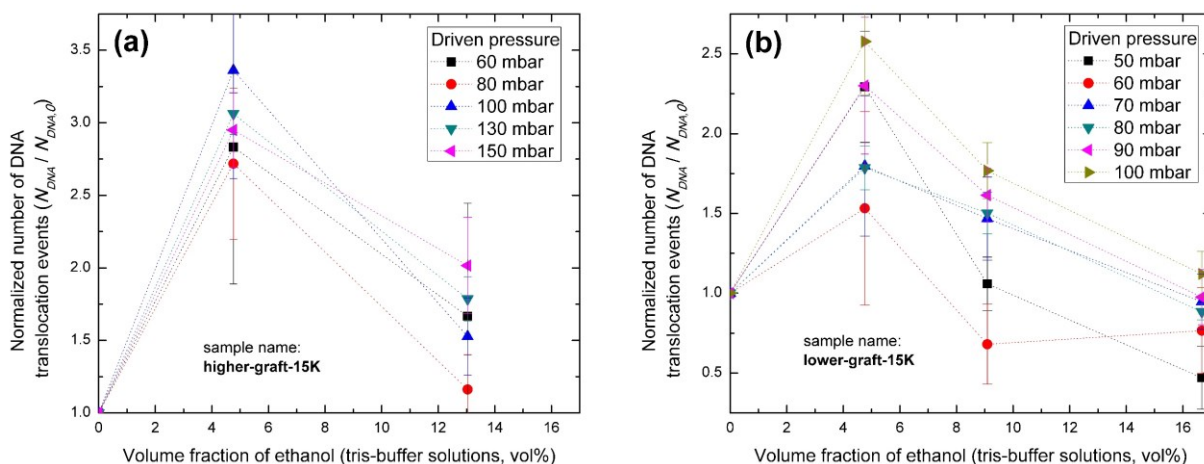 (a)
Driven pressure
60 mbar
80 mbar
100 mbar
130 mbar
150 mbar
3.5
3.0
2.5
2.0
1.5
1.0
Normalized number of DNA
translocation events (N_DNA / N_DNA,0)
sample name:
higher-graft-15K
0 2 4 6 8 10 12 14 16
Volume fraction of ethanol (tris-buffer solutions, vol%)
(b)
Driven pressure
50 mbar
60 mbar
70 mbar
80 mbar
90 mbar
100 mbar
2.5
2.0
1.5
1.0
0.5
Normalized number of DNA
translocation events (N_DNA / N_DNA,0)
sample name:
lower-graft-15K
0 2 4 6 8 10 12 14 16
Volume fraction of ethanol (tris-buffer solutions, vol%)